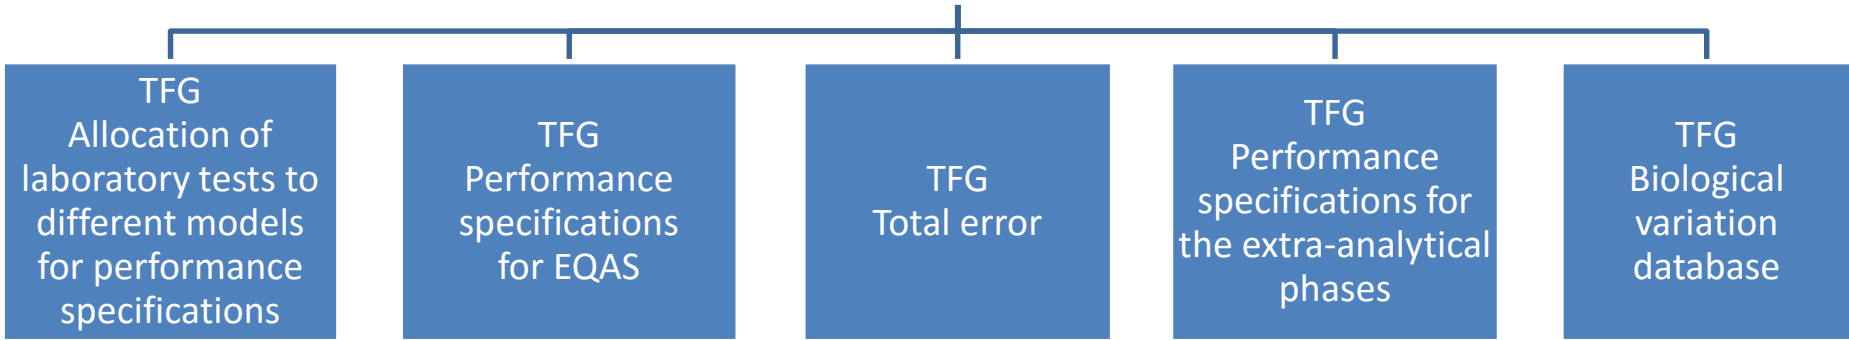 TFG
Allocation of
laboratory tests to
different models
for performance
specifications
TFG
Performance
specifications
for EQAS
TFG
Total error
TFG
Performance
specifications for
the extra-analytical
phases
TFG
Biological
variation
database